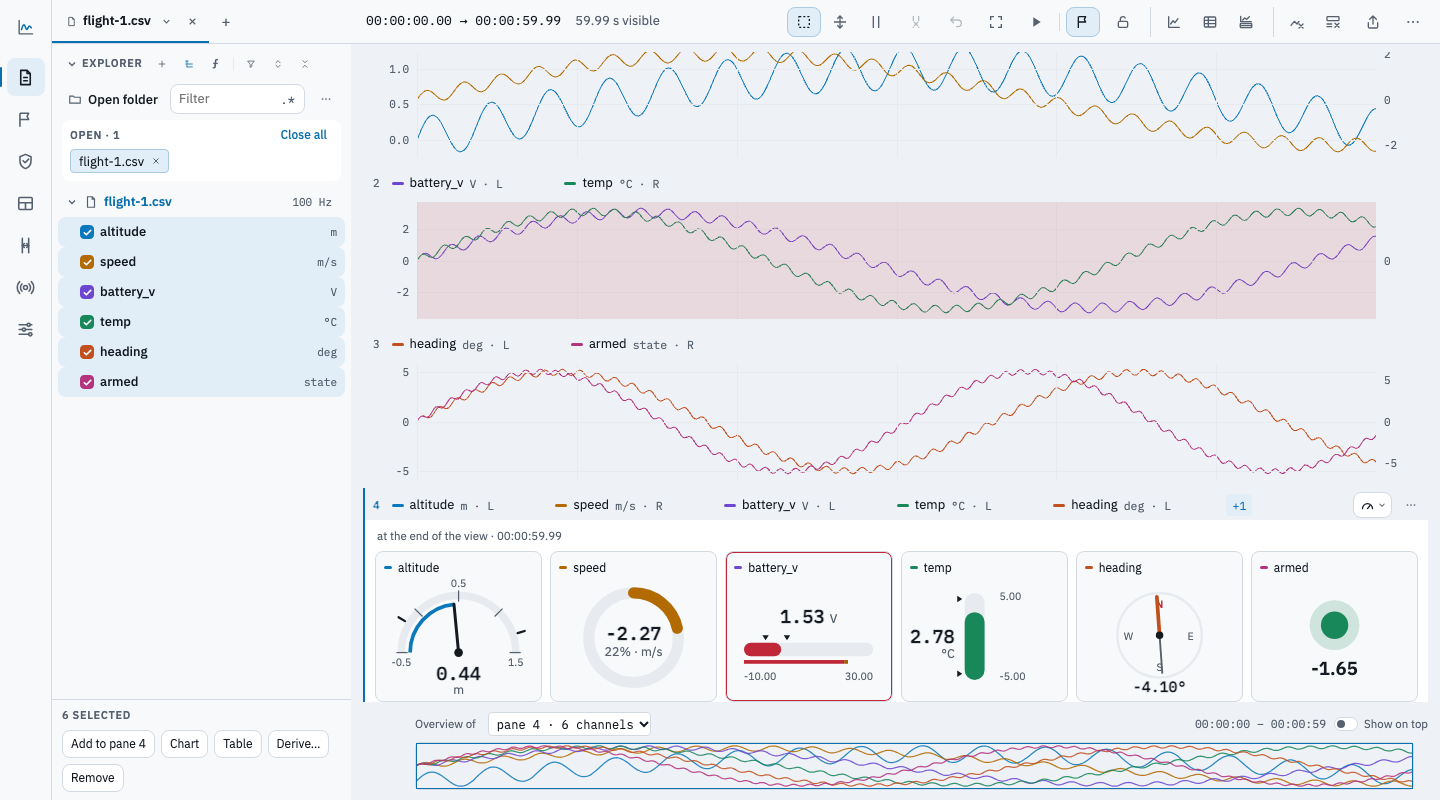 flight-1.csv
00:00:00.00 → 00:00:59.99 59.99 s visible
EXPLORER
Open folder
Filter
.*
OPEN · 1
Close all
flight-1.csv ×
flight-1.csv 100 Hz
altitude m
speed m/s
battery_v V
temp °C
heading deg
armed state
6 SELECTED
Add to pane 4
Chart
Table
Derive...
Remove
1.0
0.5
0.0
2
0
-2
2 battery_v V · L temp °C · R
2
0
-2
0
3 heading deg · L armed state · R
5
0
-5
5
0
-5
4 altitude m · L speed m/s · R battery_v V · L temp °C · L heading deg · L +1
at the end of the view · 00:00:59.99
altitude
0.5
-0.5
1.5
0.44
m
speed
-2.27
22% · m/s
battery_v
1.53 V
-10.00 30.00
temp
5.00
2.78
°C
-5.00
heading
N
W E
S
-4.10°
armed
-1.65
Overview of pane 4 · 6 channels 00:00:00 – 00:00:59 Show on top